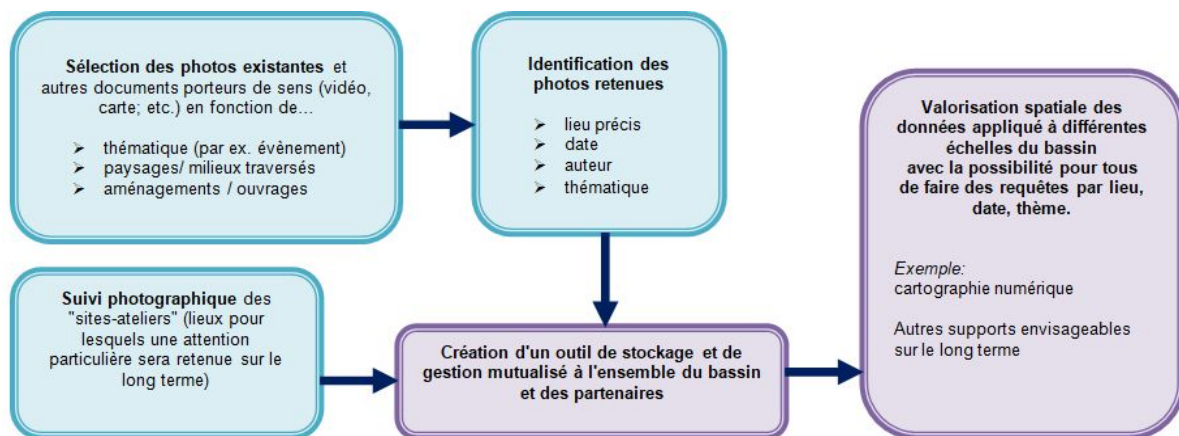 Sélection des photos existantes et
autres documents porteurs de sens (vidéo,
carte; etc.) en fonction de...
➢ thématique (par ex. évènement)
➢ paysages/ milieux traversés
➢ aménagements / ouvrages
Identification des
photos retenues
➢ lieu précis
➢ date
➢ auteur
➢ thématique
Suivi photographique des
"sites-ateliers" (lieux pour
lesquels une attention
particulière sera retenue sur le
long terme)
Création d'un outil de stockage et de
gestion mutualisé à l'ensemble du bassin
et des partenaires
Valorisation spatiale des
données appliqué à différentes
échelles du bassin
avec la possibilité pour tous
de faire des requêtes par lieu,
date, thème.
Exemple:
cartographie numérique
Autres supports envisageables
sur le long terme